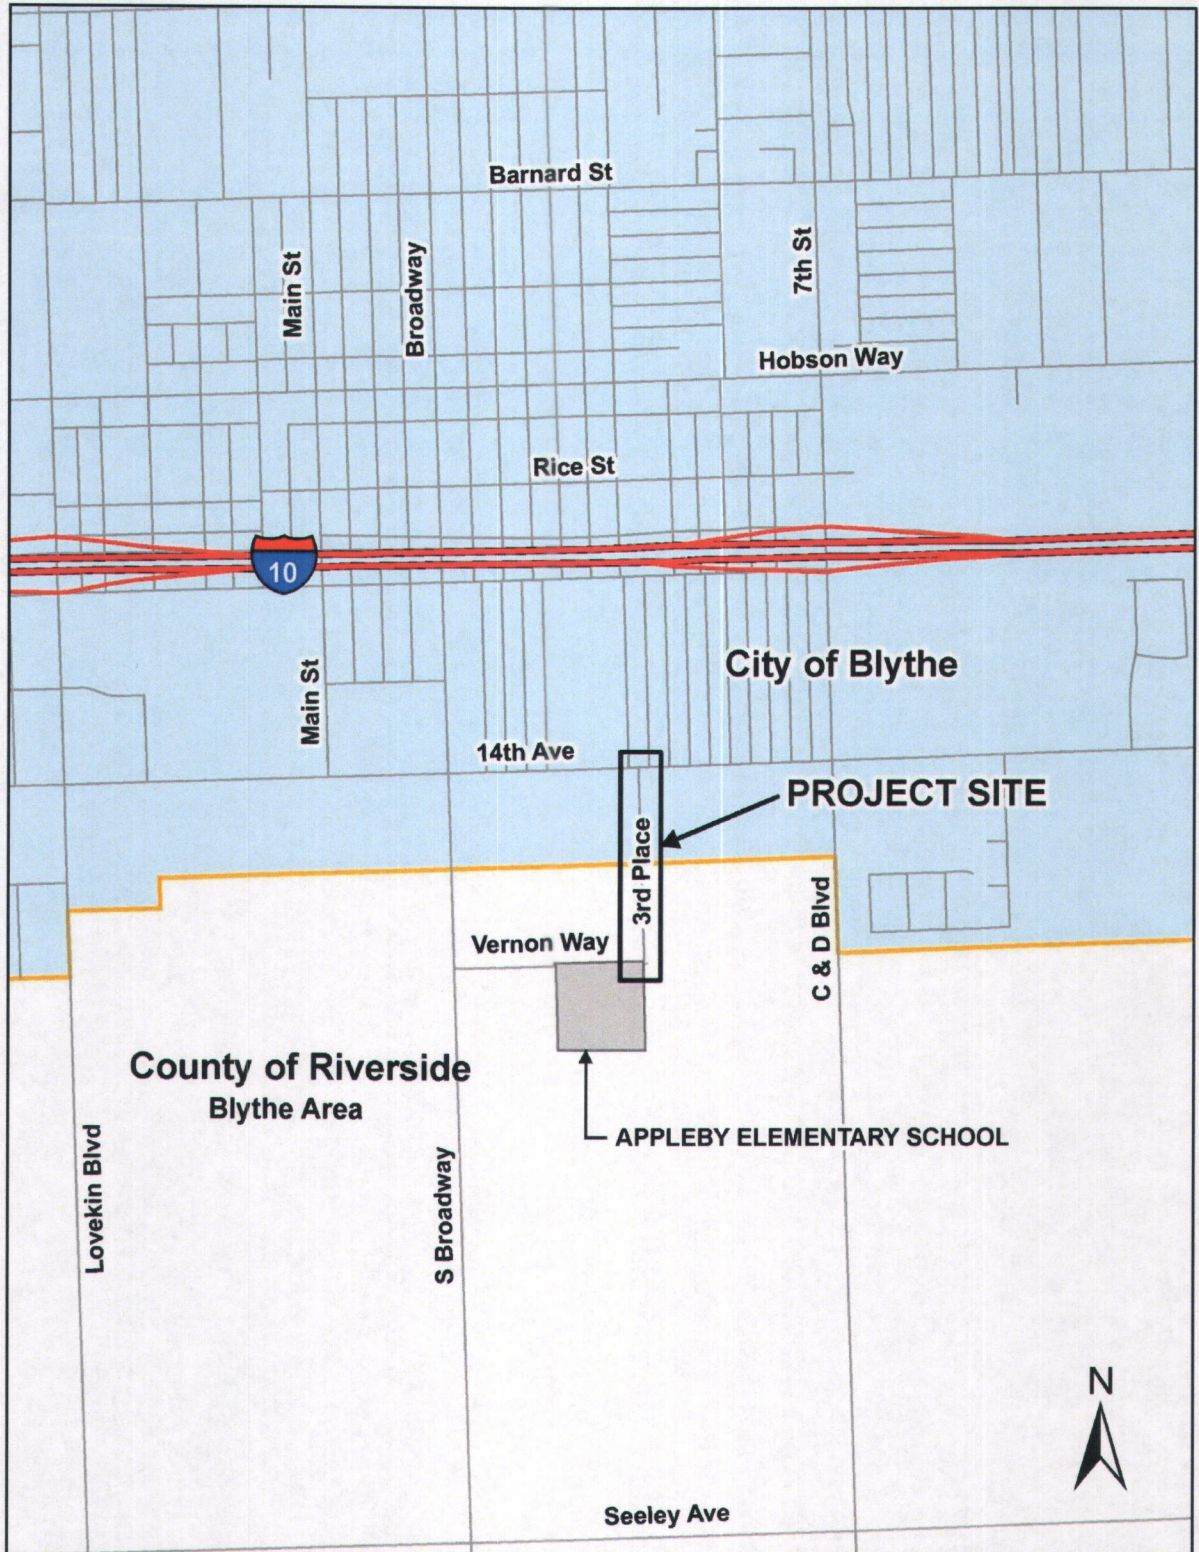 Barnard St
Main St
Broadway
7th St
Hobson Way
Rice St
10
Main St
City of Blythe
14th Ave
PROJECT SITE
3rd Place
Vernon Way
C & D Blvd
County of Riverside
Blythe Area
APPLEBY ELEMENTARY SCHOOL
Lovekin Blvd
S Broadway
N
Seeley Ave